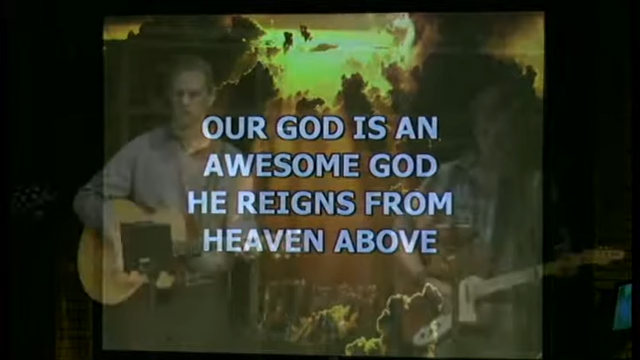 OUR GOD IS AN
AWESOME GOD
HE REIGNS FROM
HEAVEN ABOVE